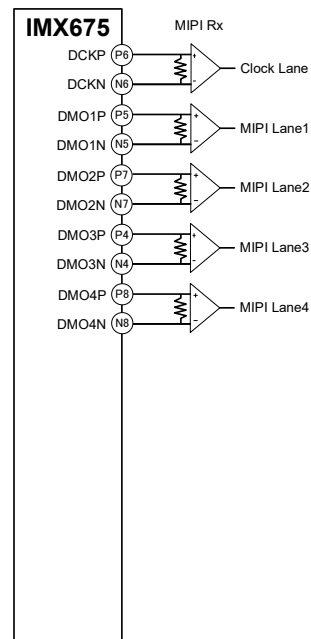 IMX675
MIPI Rx
DCKP P6 +
Clock Lane
DCKN N6 -
DMO1P P5 +
MIPI Lane1
DMO1N N5 -
DMO2P P7 +
MIPI Lane2
DMO2N N7 -
DMO3P P4 +
MIPI Lane3
DMO3N N4 -
DMO4P P8 +
MIPI Lane4
DMO4N N8 -